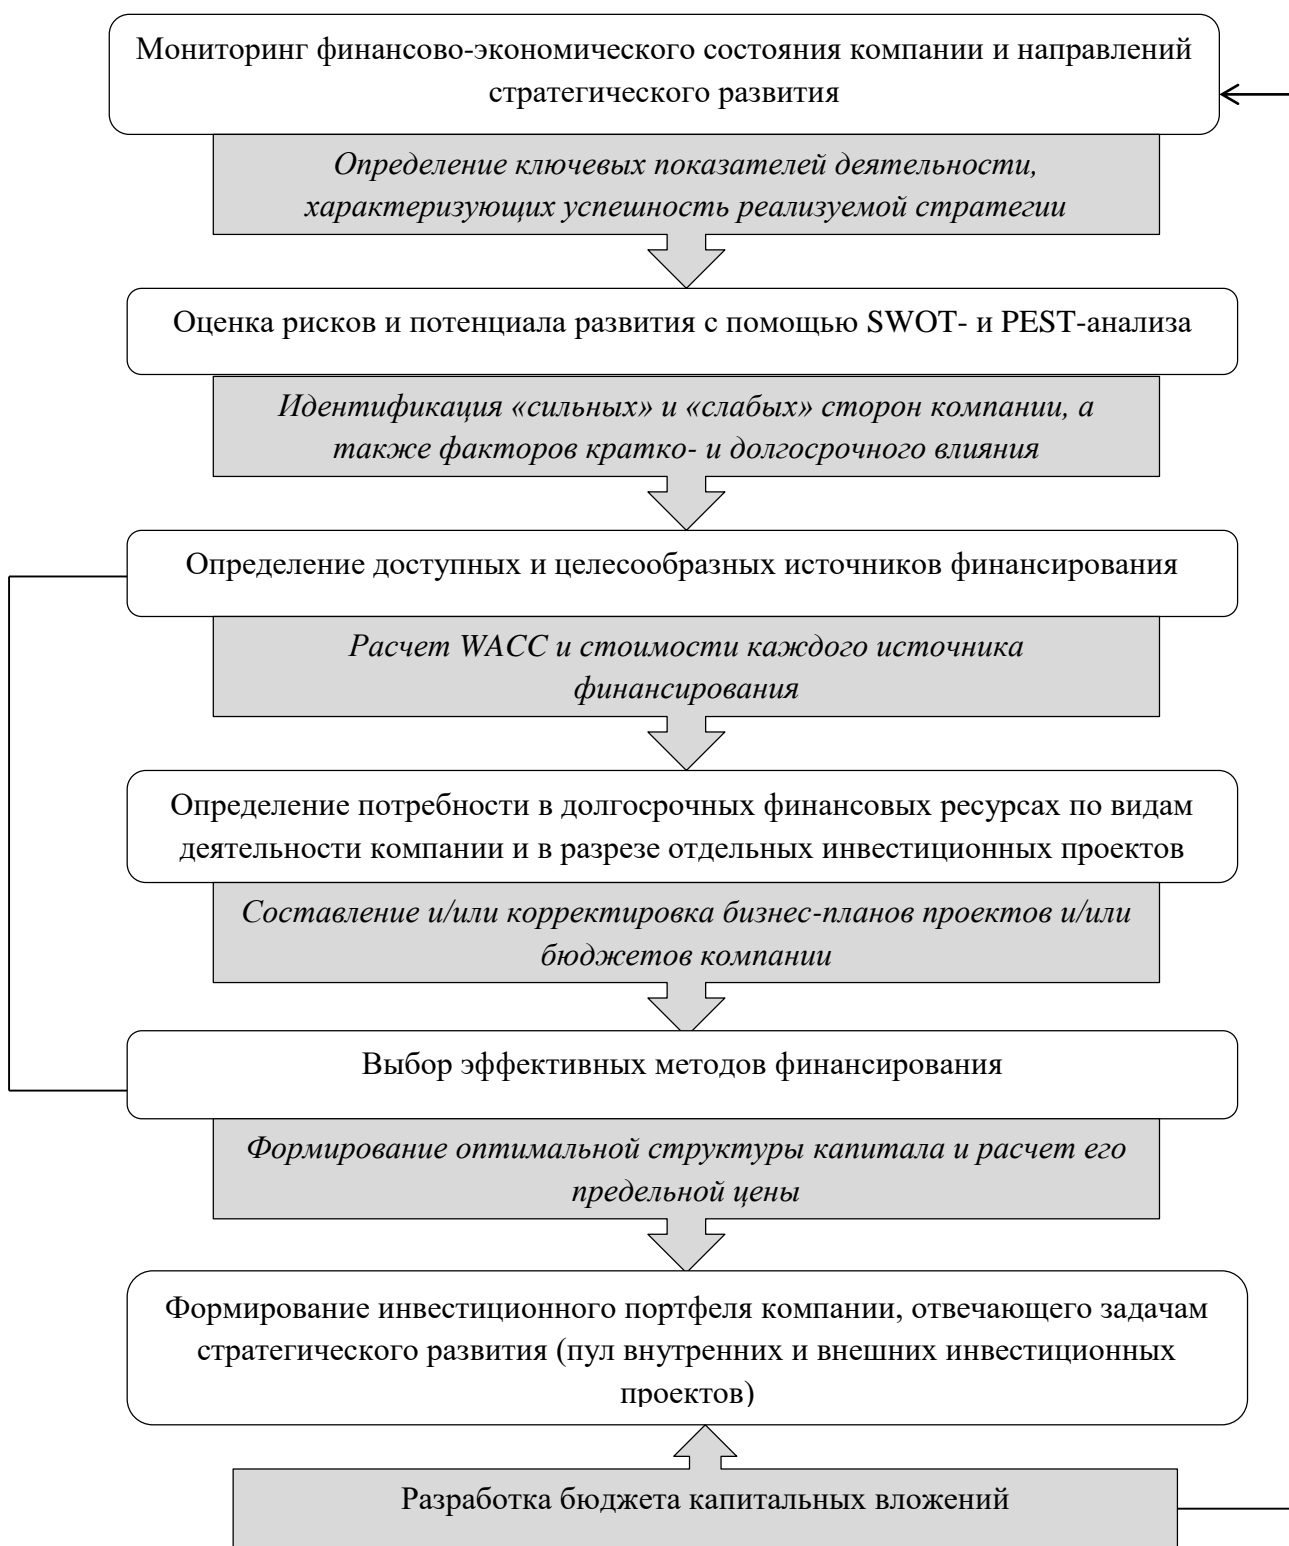 Мониторинг финансово-экономического состояния компании и направлений
стратегического развития
Определение ключевых показателей деятельности,
характеризующих успешность реализуемой стратегии
Оценка рисков и потенциала развития с помощью SWOT- и PEST-анализа
Идентификация «сильных» и «слабых» сторон компании, а
также факторов кратко- и долгосрочного влияния
Определение доступных и целесообразных источников финансирования
Расчет WACC и стоимости каждого источника
финансирования
Определение потребности в долгосрочных финансовых ресурсах по видам
деятельности компании и в разрезе отдельных инвестиционных проектов
Составление и/или корректировка бизнес-планов проектов и/или
бюджетов компании
Выбор эффективных методов финансирования
Формирование оптимальной структуры капитала и расчет его
предельной цены
Формирование инвестиционного портфеля компании, отвечающего задачам
стратегического развития (пул внутренних и внешних инвестиционных
проектов)
Разработка бюджета капитальных вложений